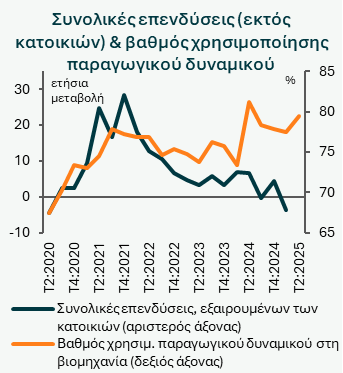 Συνολικές επενδύσεις (εκτός
κατοικιών) & βαθμός χρησιμοποίησης
παραγωγικού δυναμικού
ετήσια
μεταβολή
%
30
20
10
0
-10
85
80
75
70
65
Τ2:2020
Τ4:2020
Τ2:2021
Τ4:2021
Τ2:2022
Τ4:2022
Τ2:2023
Τ4:2023
Τ2:2024
Τ4:2024
Τ2:2025
Συνολικές επενδύσεις, εξαιρουμένων των
κατοικιών (αριστερός άξονας)
Βαθμός χρησιμ. παραγωγικού δυναμικού στη
βιομηχανία (δεξιός άξονας)